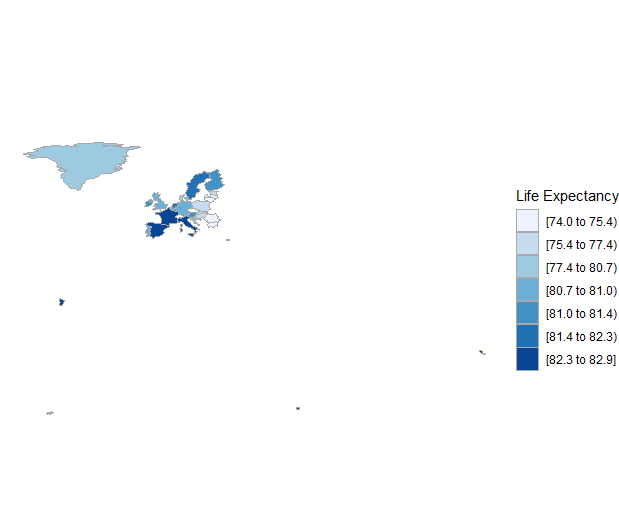 Life Expectancy
[74.0 to 75.4)
[75.4 to 77.4)
[77.4 to 80.7)
[80.7 to 81.0)
[81.0 to 81.4)
[81.4 to 82.3)
[82.3 to 82.9]